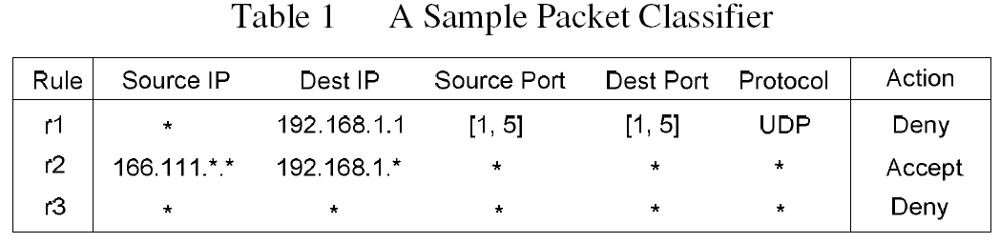 Table 1 A Sample Packet Classifier
Rule Source IP Dest IP Source Port Dest Port Protocol Action
r1 * 192.168.1.1 [1, 5] [1, 5] UDP Deny
r2 166.111.*.* 192.168.1.* * * * Accept
r3 * * * * * Deny